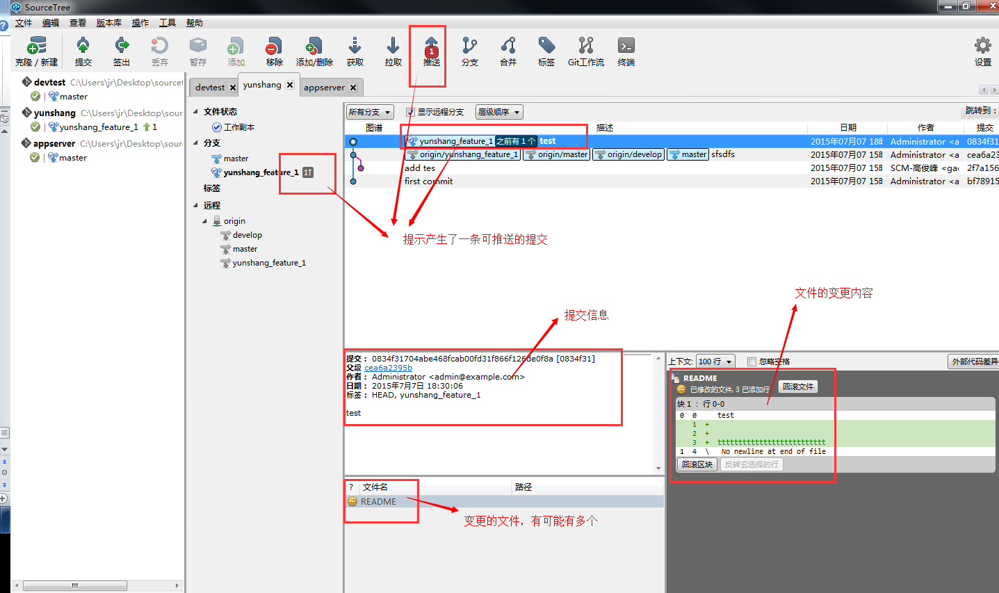 SourceTree
文件 编辑 查看 版本库 操作 工具 帮助
克隆 / 新建 提交 签出 丢弃 暂存 添加 移除 添加/删除 获取 拉取 1 推送 分支 合并 标签 Git工作流 终端 设置
devtest C:\Users\jr\Desktop\sourcet
master
yunshang C:\Users\jr\Desktop\sour
yunshang_feature_1 1
appserver C:\Users\jr\Desktop\sou
master
devtest yunshang appserver
文件状态
工作副本
分支
master
yunshang_feature_1 1↑
标签
远程
origin
develop
master
yunshang_feature_1
所有分支 显示远程分支 层级顺序 跳转到：
图谱 描述 日期 作者 提交
yunshang_feature_1 之前有 1 个 test 2015年07月07 18 Administrator <a 0834f31
origin/yunshang_feature_1 origin/master origin/develop master sfsdfs 2015年07月07 15 Administrator <a cea6a2
add tes 2015年07月07 15 SCM-高俊峰 <gac 2f7a156
first commit 2015年07月07 15 Administrator <a bf78915
提示产生了一条可推送的提交
文件的变更内容
提交信息
提交： 0834f31704abe468fcab00fd31f866f126de0f8a [0834f31]
父级 cea6a2395b
作者： Administrator <admin@example.com>
日期： 2015年7月7日 18:30:06
标签： HEAD, yunshang_feature_1
test
? 文件名 路径
README
变更的文件，有可能有多个
上下文: 100 行 忽略空格 外部代码差异
README
已修改的文件, 3 已添加行 回滚文件
块 1 ：行 0-0
0 0 test
1 +
2 +
3 + tttttttttttttttttttttttttt
1 4 \ No newline at end of file
回滚区块 反转玄选择的行